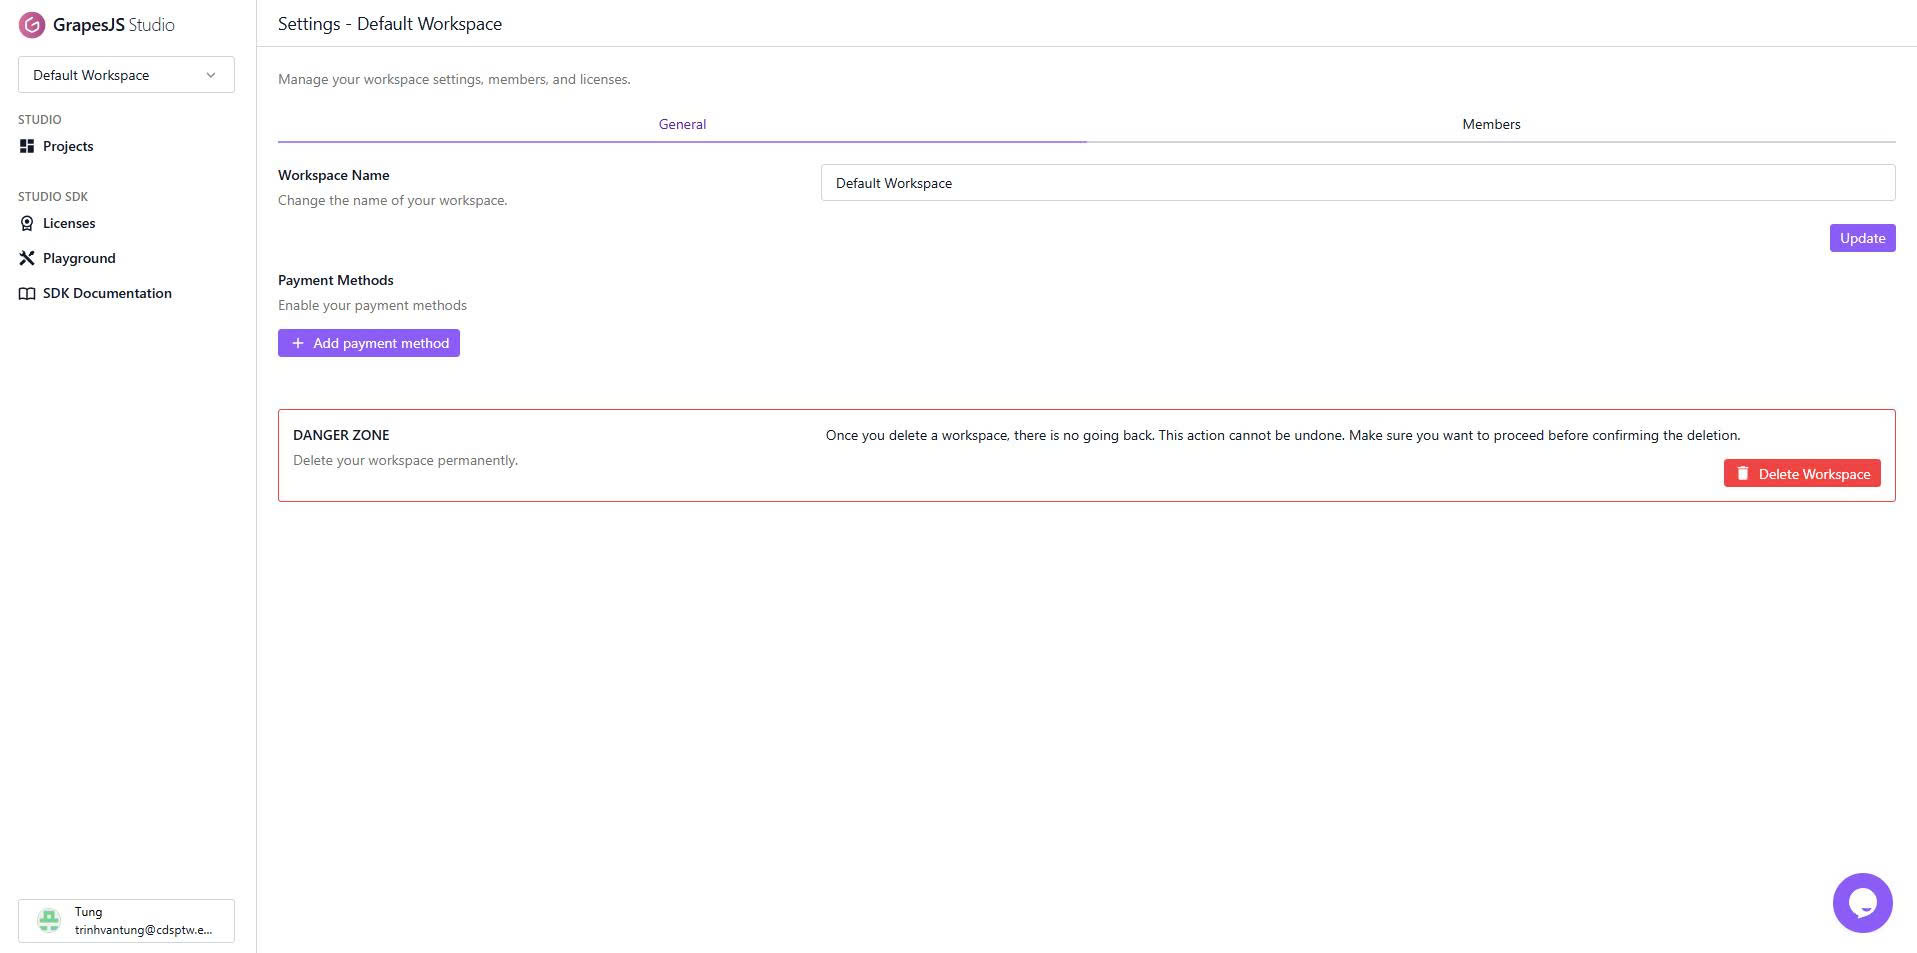 GrapesJS Studio
Default Workspace
STUDIO
Projects
STUDIO SDK
Licenses
Playground
SDK Documentation
Tung
trinhvantung@cdsptw.e...
Settings - Default Workspace
Manage your workspace settings, members, and licenses.
General
Members
Workspace Name
Change the name of your workspace.
Default Workspace
Update
Payment Methods
Enable your payment methods
Add payment method
DANGER ZONE
Delete your workspace permanently.
Once you delete a workspace, there is no going back. This action cannot be undone. Make sure you want to proceed before confirming the deletion.
Delete Workspace